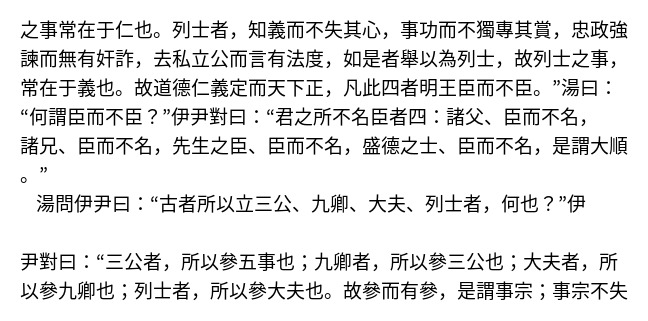 之事常在于仁也。列士者，知義而不失其心，事功而不獨專其賞，忠政強
諫而無有奸詐，去私立公而言有法度，如是者舉以為列士，故列士之事，
常在于義也。故道德仁義定而天下正，凡此四者明王臣而不臣。”湯曰：
“何謂臣而不臣？”伊尹對曰：“君之所不名臣者四：諸父、臣而不名，
諸兄、臣而不名，先生之臣、臣而不名，盛德之士、臣而不名，是謂大順
。”
湯問伊尹曰：“古者所以立三公、九卿、大夫、列士者，何也？”伊
尹對曰：“三公者，所以參五事也；九卿者，所以參三公也；大夫者，所
以參九卿也；列士者，所以參大夫也。故參而有參，是謂事宗；事宗不失